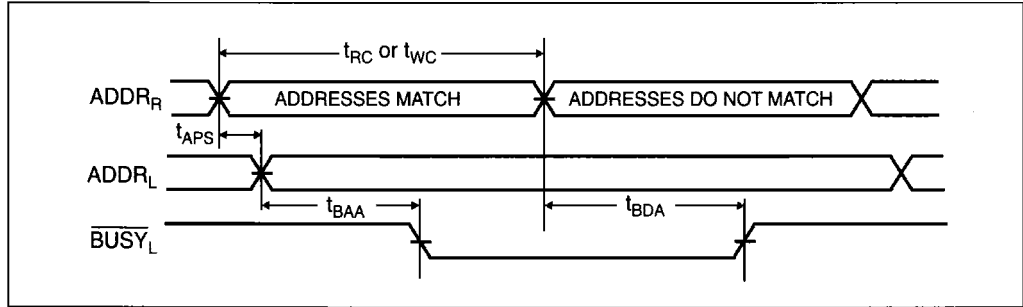 tRC or tWC
ADDRR ADDRESSES MATCH ADDRESSES DO NOT MATCH
tAPS
ADDRL
tBAA tBDA
BUSYL